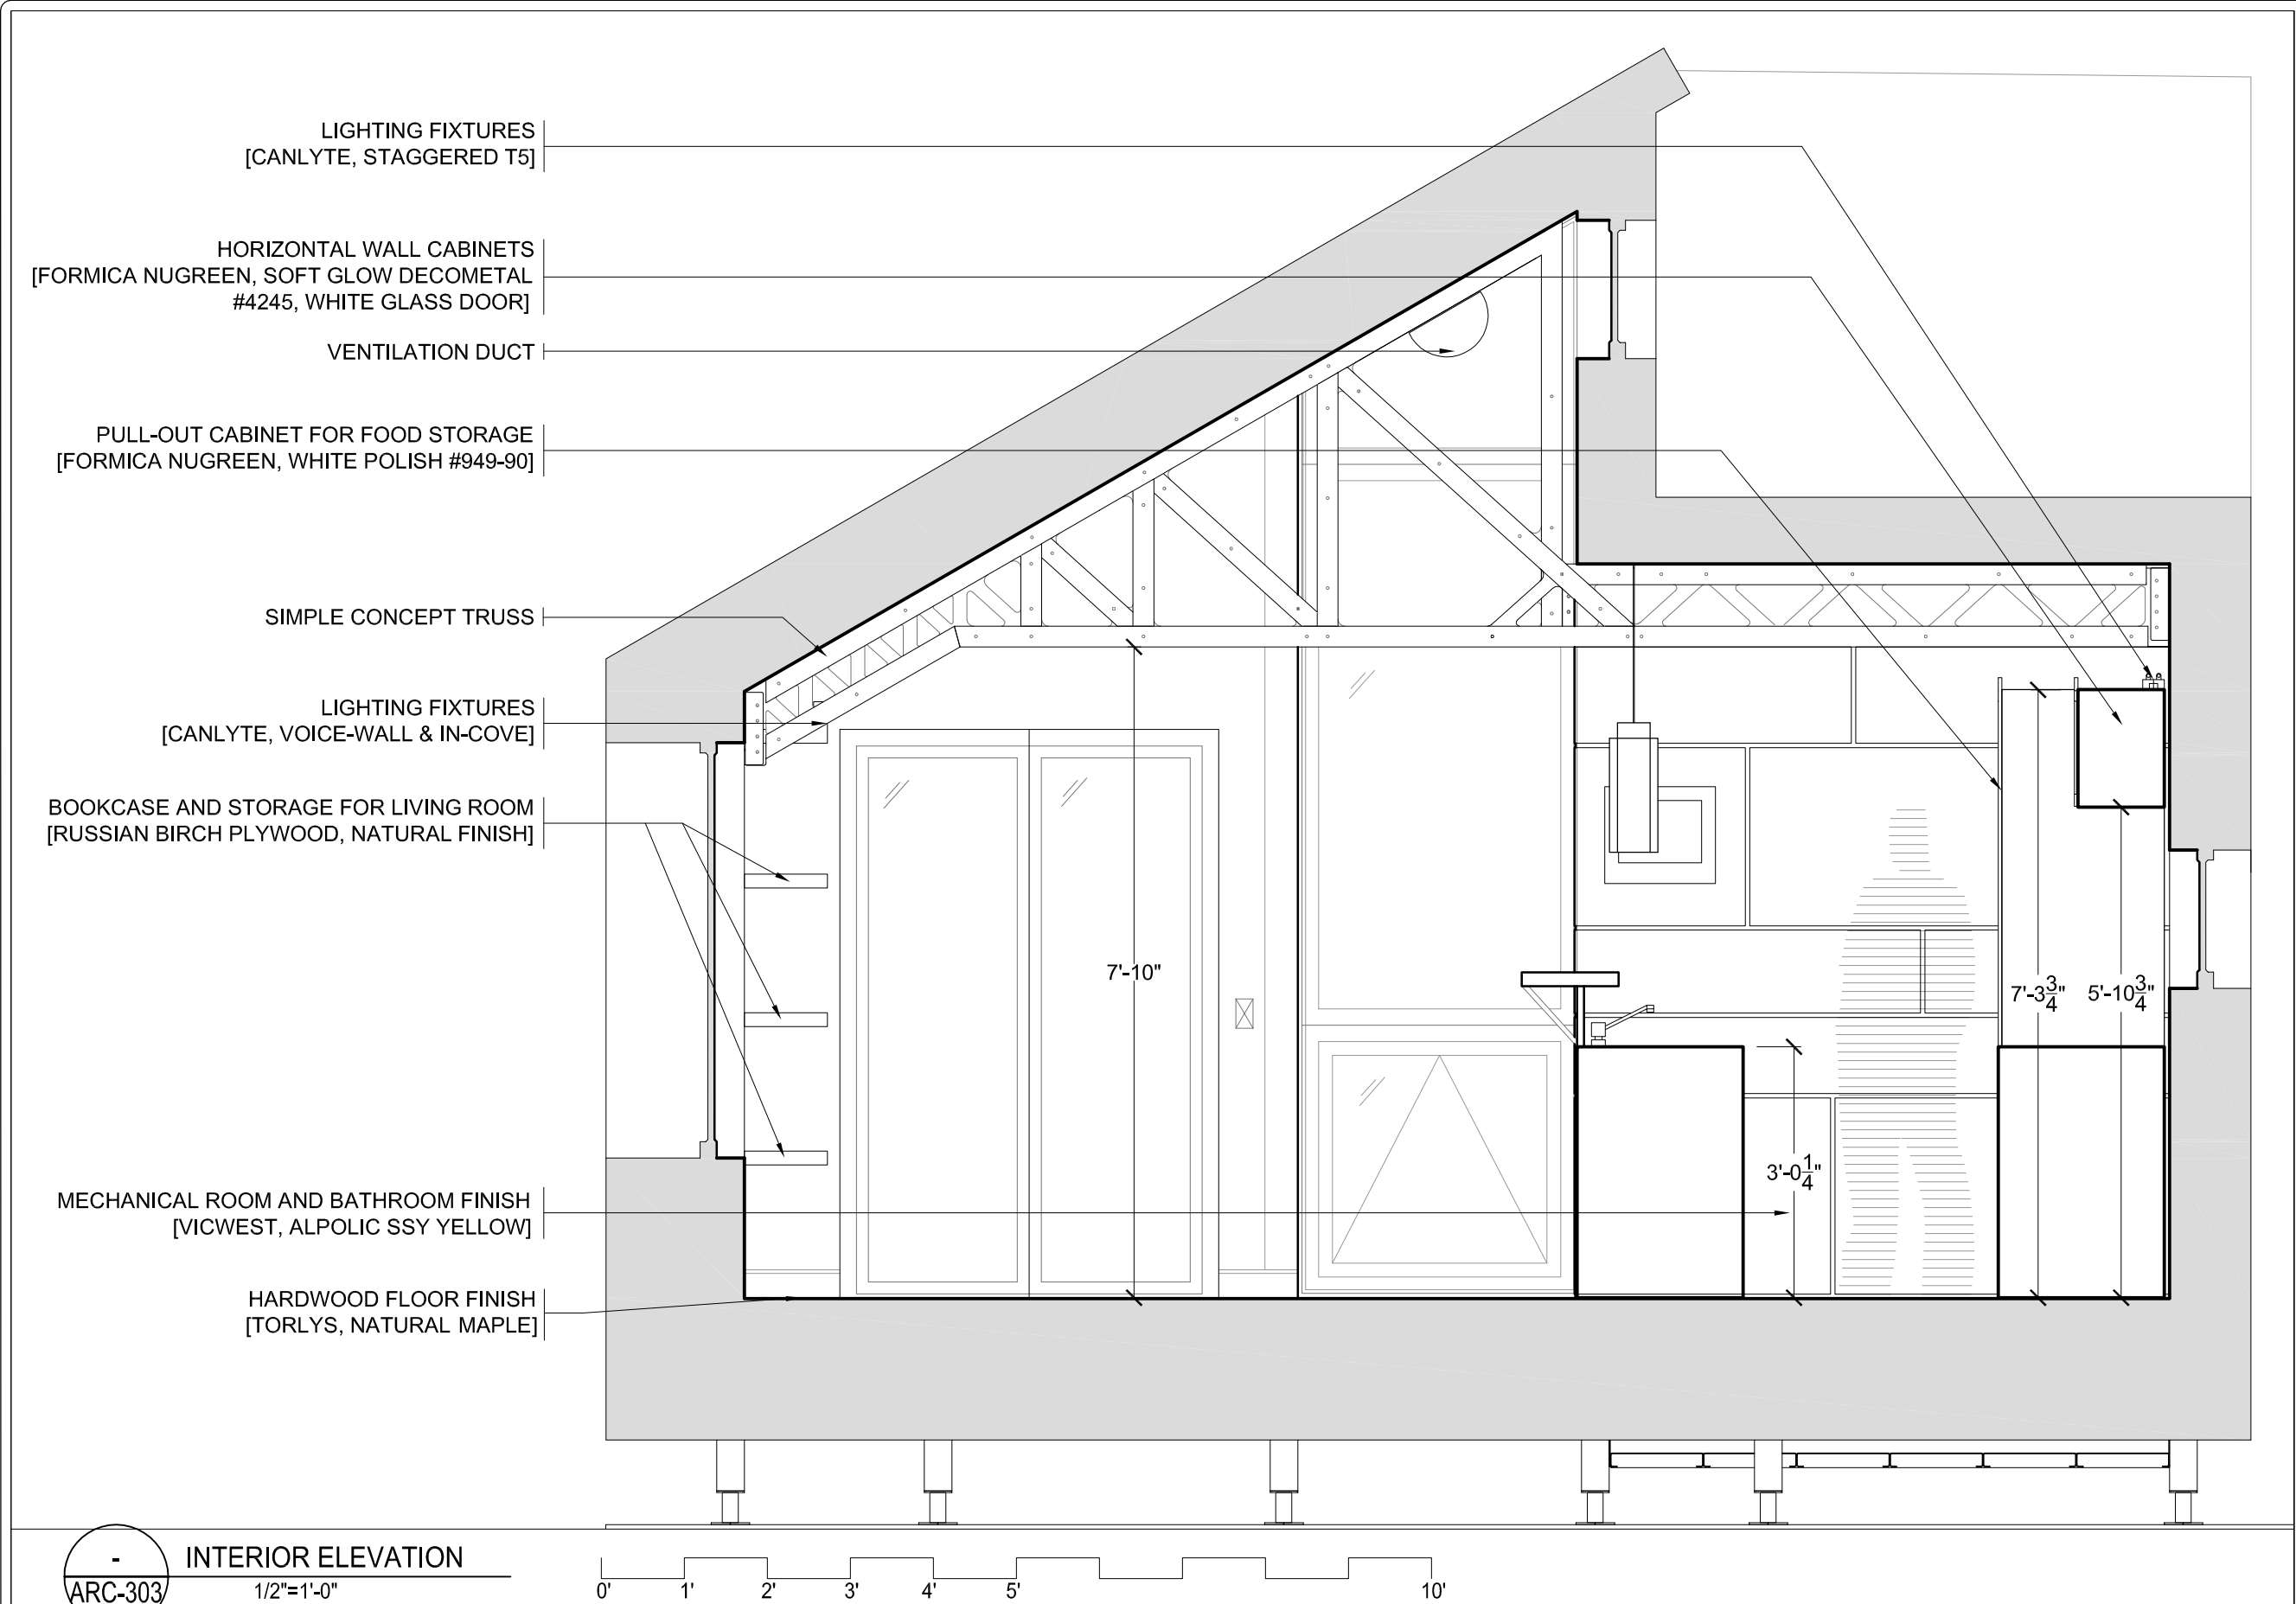 LIGHTING FIXTURES
[CANLYTE, STAGGERED T5]
HORIZONTAL WALL CABINETS
[FORMICA NUGREEN, SOFT GLOW DECOMETAL
#4245, WHITE GLASS DOOR]
VENTILATION DUCT
PULL-OUT CABINET FOR FOOD STORAGE
[FORMICA NUGREEN, WHITE POLISH #949-90]
SIMPLE CONCEPT TRUSS
LIGHTING FIXTURES
[CANLYTE, VOICE-WALL & IN-COVE]
BOOKCASE AND STORAGE FOR LIVING ROOM
[RUSSIAN BIRCH PLYWOOD, NATURAL FINISH]
MECHANICAL ROOM AND BATHROOM FINISH
[VICWEST, ALPOLIC SSY YELLOW]
HARDWOOD FLOOR FINISH
[TORLYS, NATURAL MAPLE]
7'-10"
7'-3 3/4"
5'-10 3/4"
3'-0 1/4"
-
ARC-303
INTERIOR ELEVATION
1/2"=1'-0"
0' 1' 2' 3' 4' 5' 10'